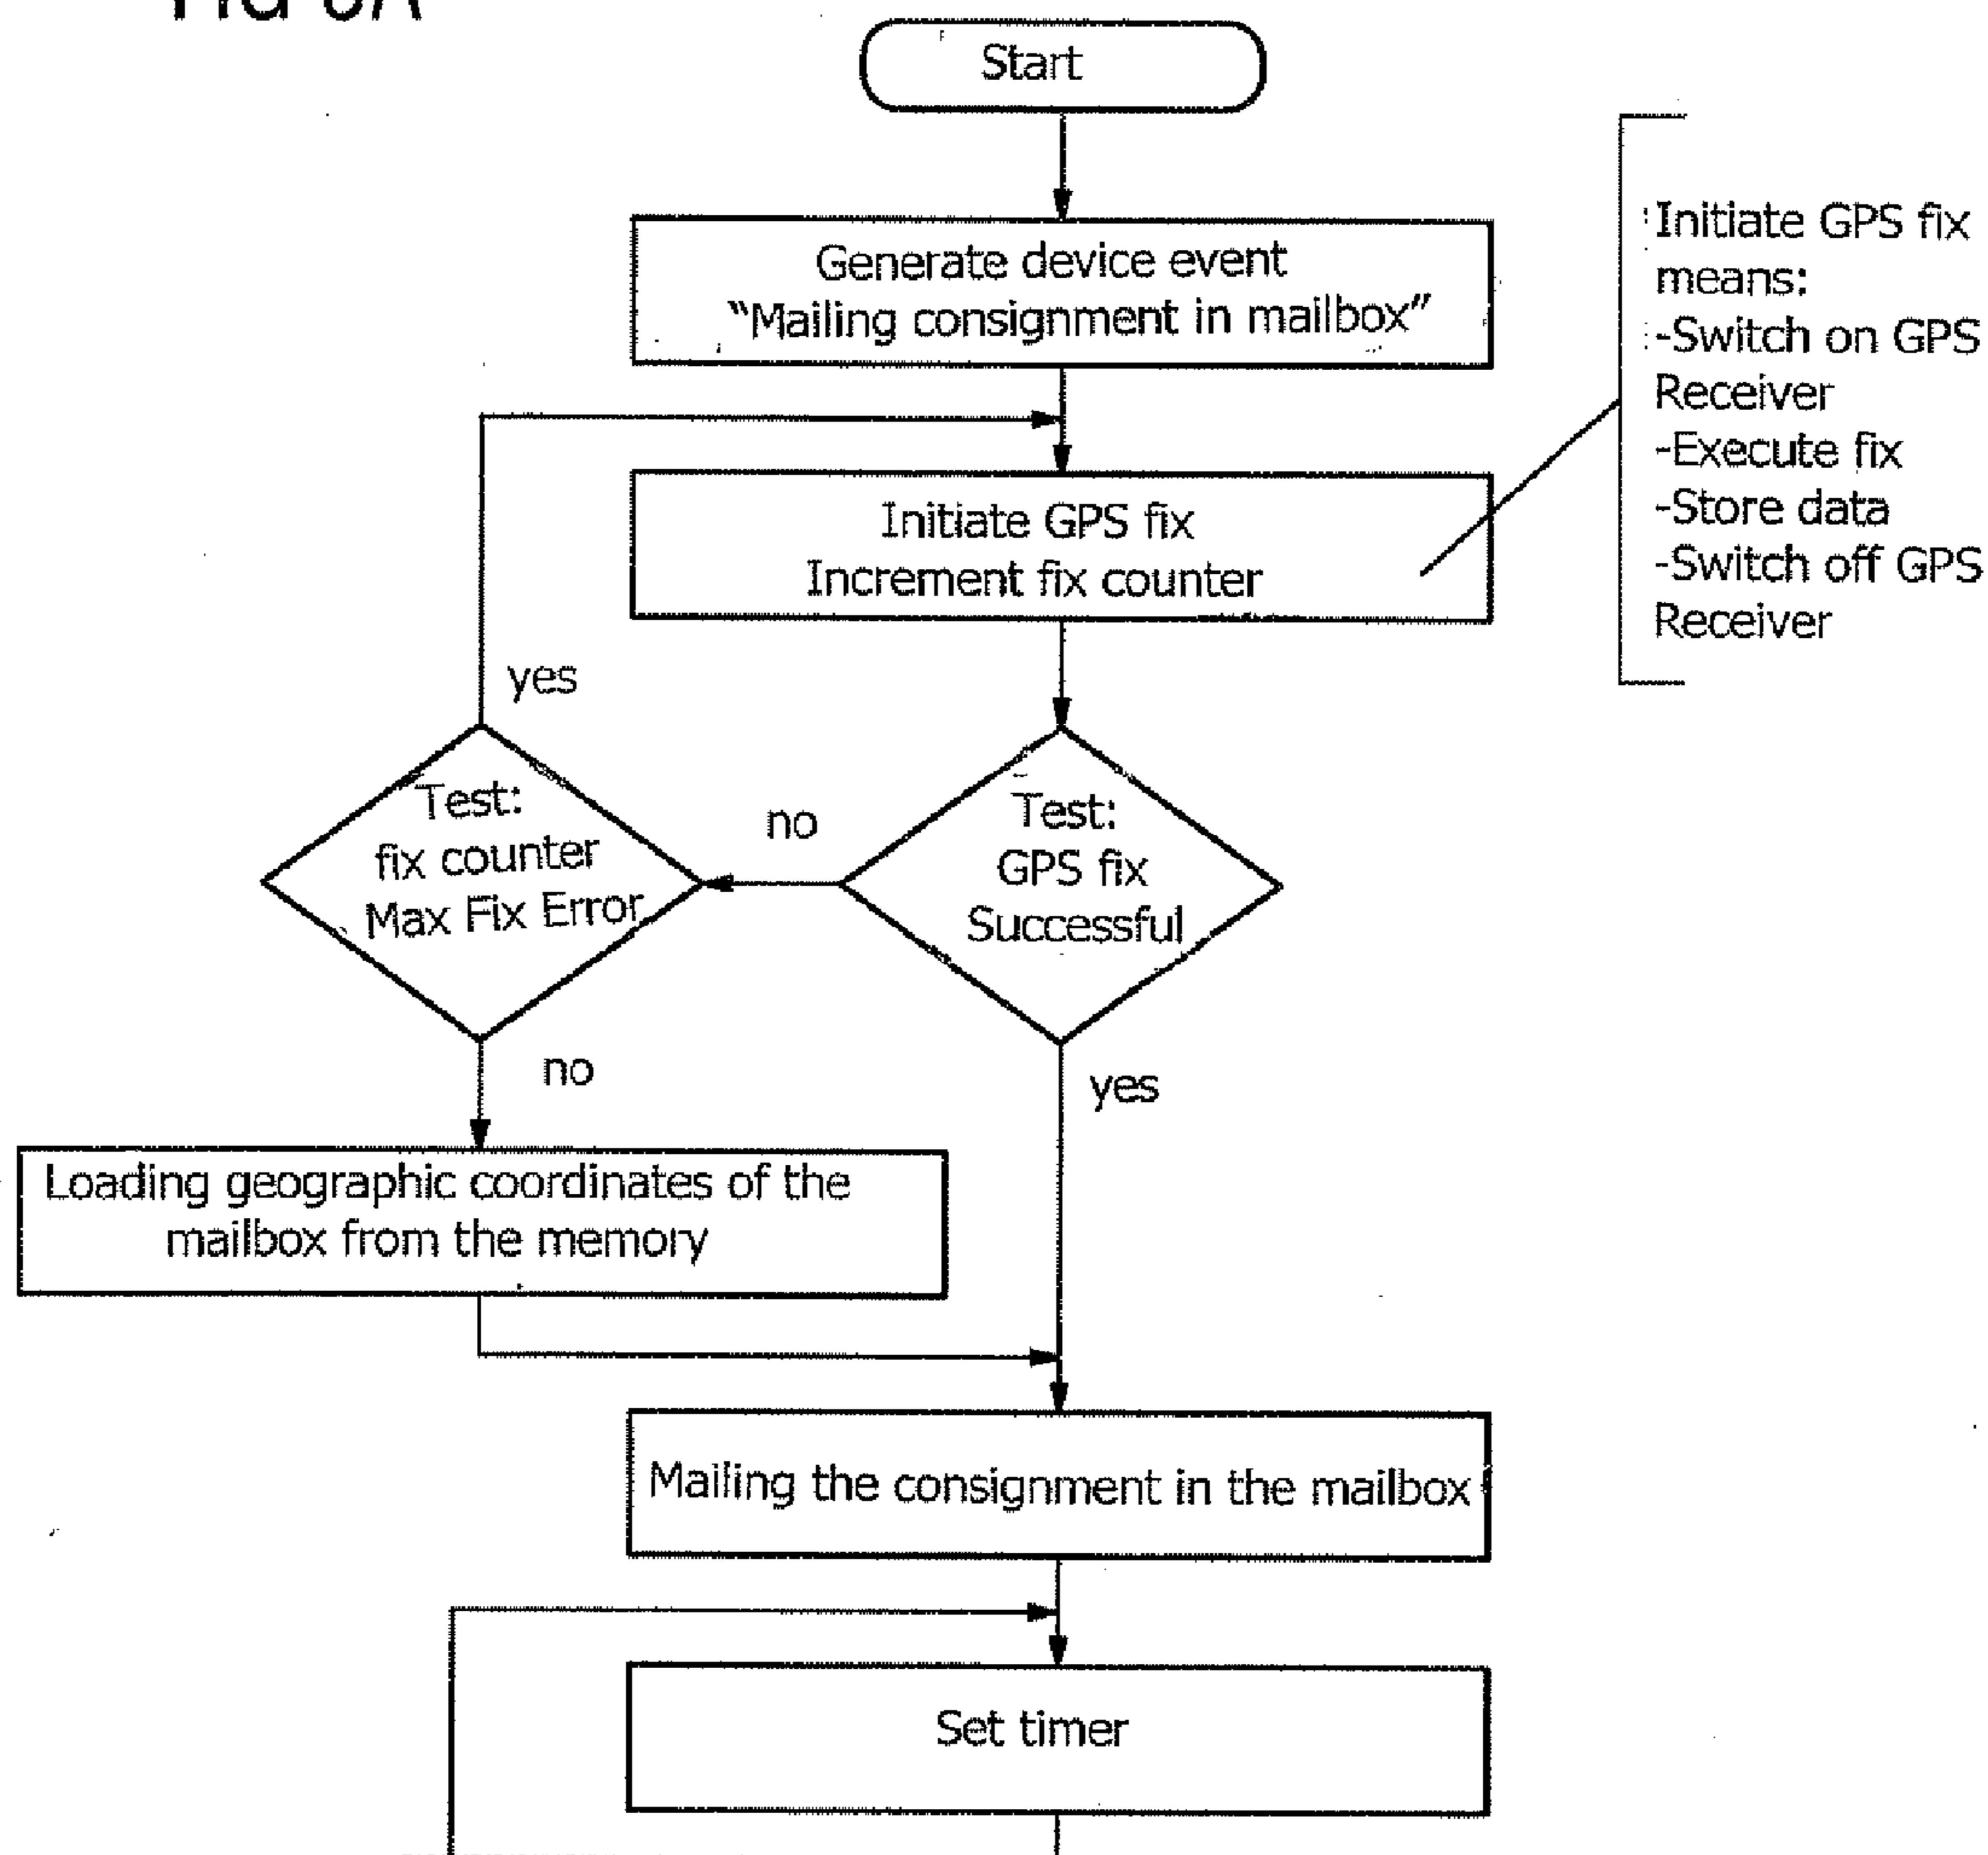 Start
Generate device event
“Mailing consignment in mailbox”
Initiate GPS fix
means:
-Switch on GPS
Receiver
-Execute fix
-Store data
-Switch off GPS
Receiver
Initiate GPS fix
Increment fix counter
yes
Test:
fix counter
Max Fix Error
no
Test:
GPS fix
Successful
no
yes
Loading geographic coordinates of the
mailbox from the memory
Mailing the consignment in the mailbox
Set timer